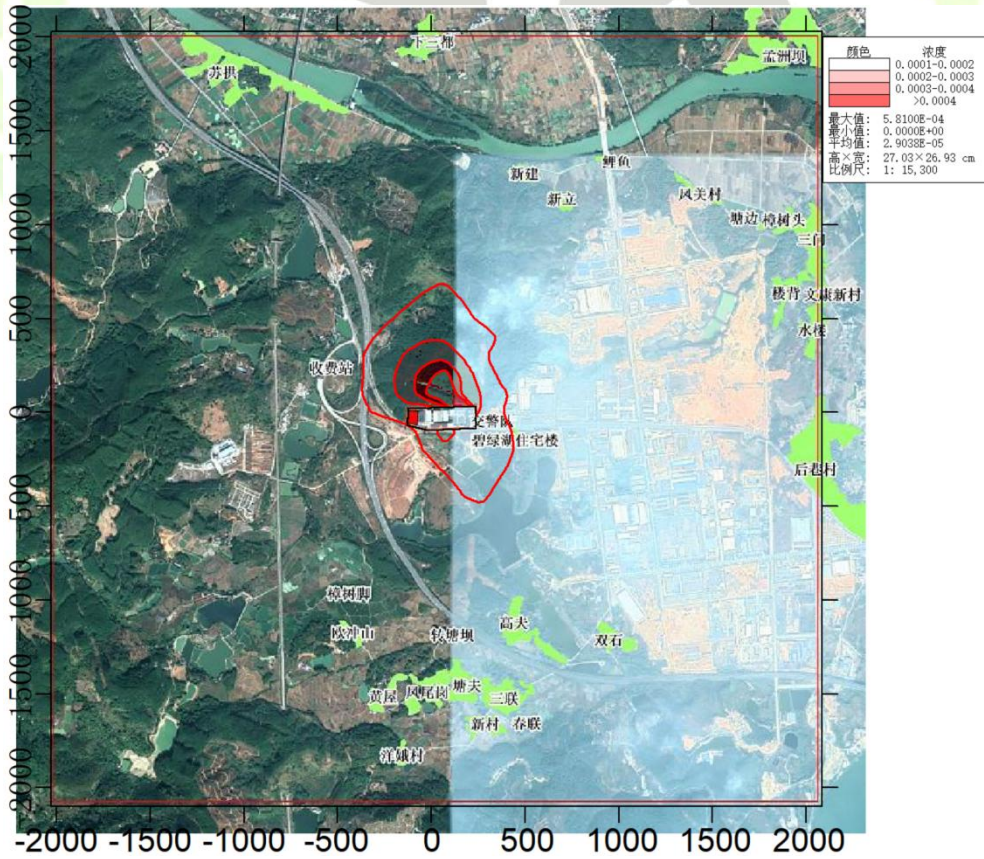 2000
1500
1000
500
0
-500
-1000
-1500
-2000
-2000 -1500 -1000 -500 0 500 1000 1500 2000
下三都
孟洲坝
苏拱
新建
鲤鱼
新立
凤美村
塘边
樟树头
三门
楼背
文康新村
水楼
收费站
交警队
碧绿湖住宅楼
后巷村
樟树脚
欧冲山
转塘坝
高夫
双石
黄屋
凤尾岗
塘夫
三联
新村
春联
洋娥村
颜色 浓度
0.0001-0.0002
0.0002-0.0003
0.0003-0.0004
>0.0004
最大值: 5.8100E-04
最小值: 0.0000E+00
平均值: 2.9038E-05
高×宽: 27.03×26.93 cm
比例尺: 1: 15,300